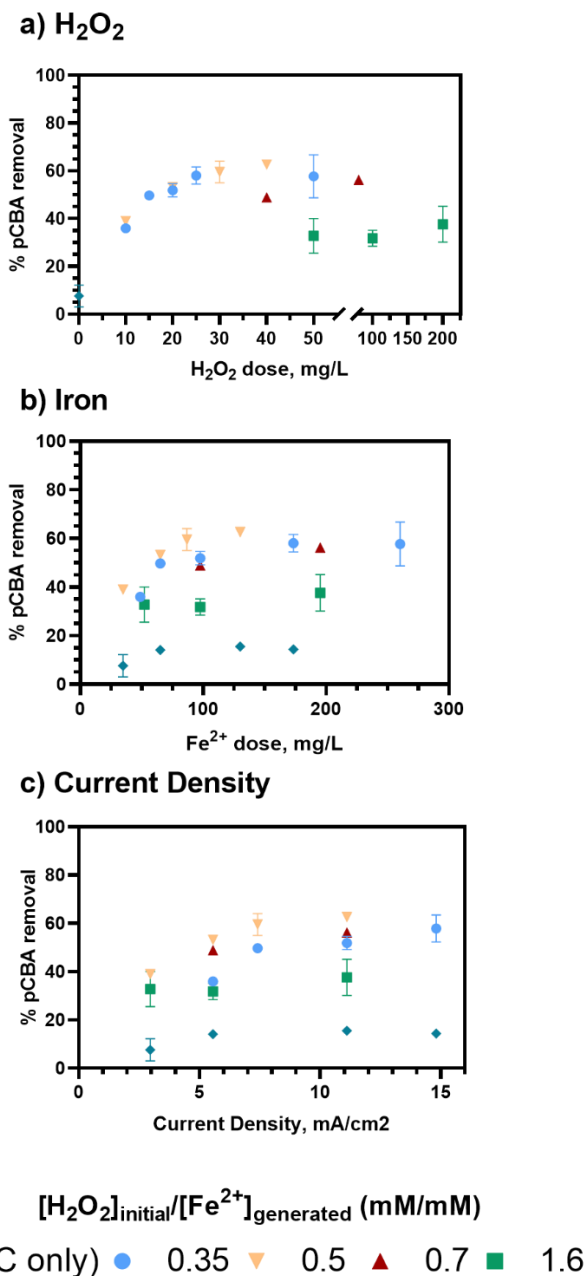 a) H₂O₂
100
80
60
40
20
0
% pCBA removal
0 10 20 30 40 50 100 150 200
H₂O₂ dose, mg/L
b) Iron
100
80
60
40
20
0
% pCBA removal
0 100 200 300
Fe²⁺ dose, mg/L
c) Current Density
100
80
60
40
20
0
% pCBA removal
0 5 10 15
Current Density, mA/cm2
[H₂O₂]initial/[Fe²⁺]generated (mM/mM)
C only) 0.35 0.5 0.7 1.6